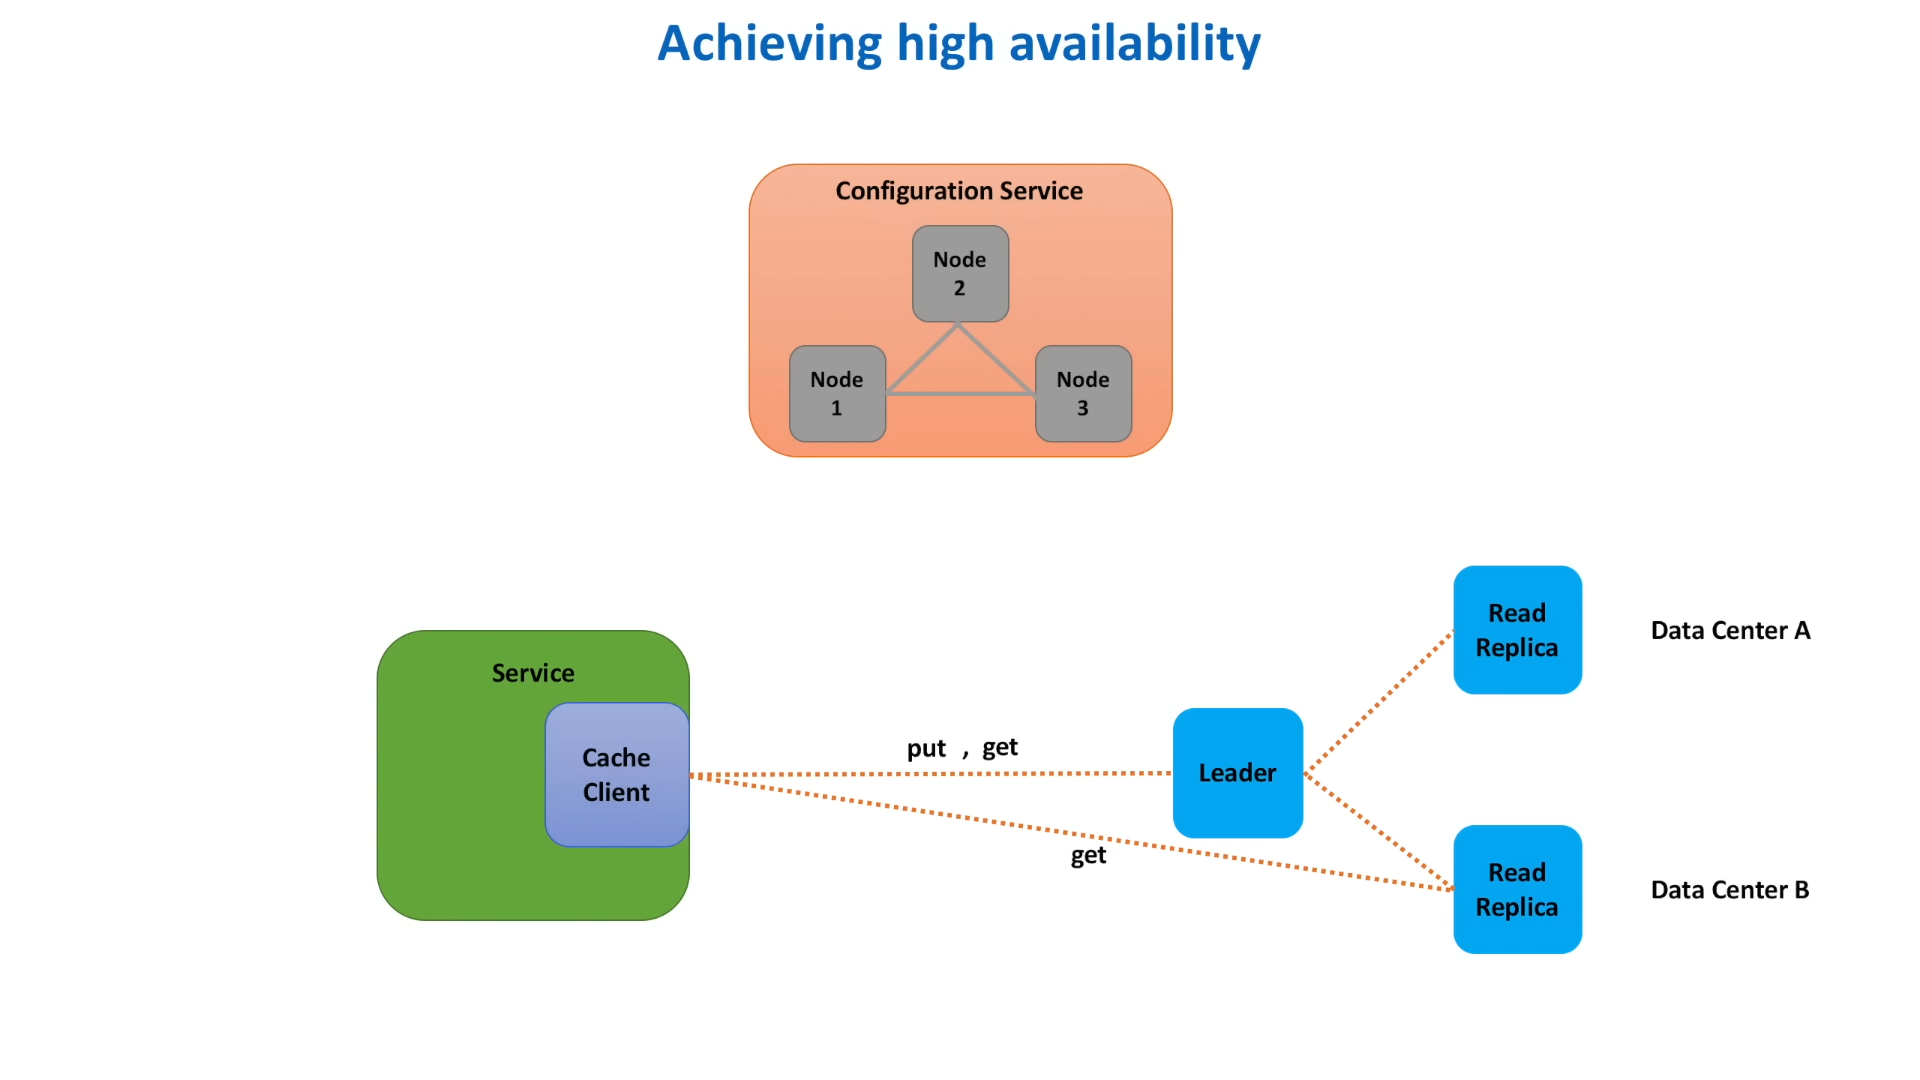 Achieving high availability
Configuration Service
Node
2
Node
1
Node
3
Service
Cache
Client
put , get
get
Leader
Read
Replica
Data Center A
Read
Replica
Data Center B